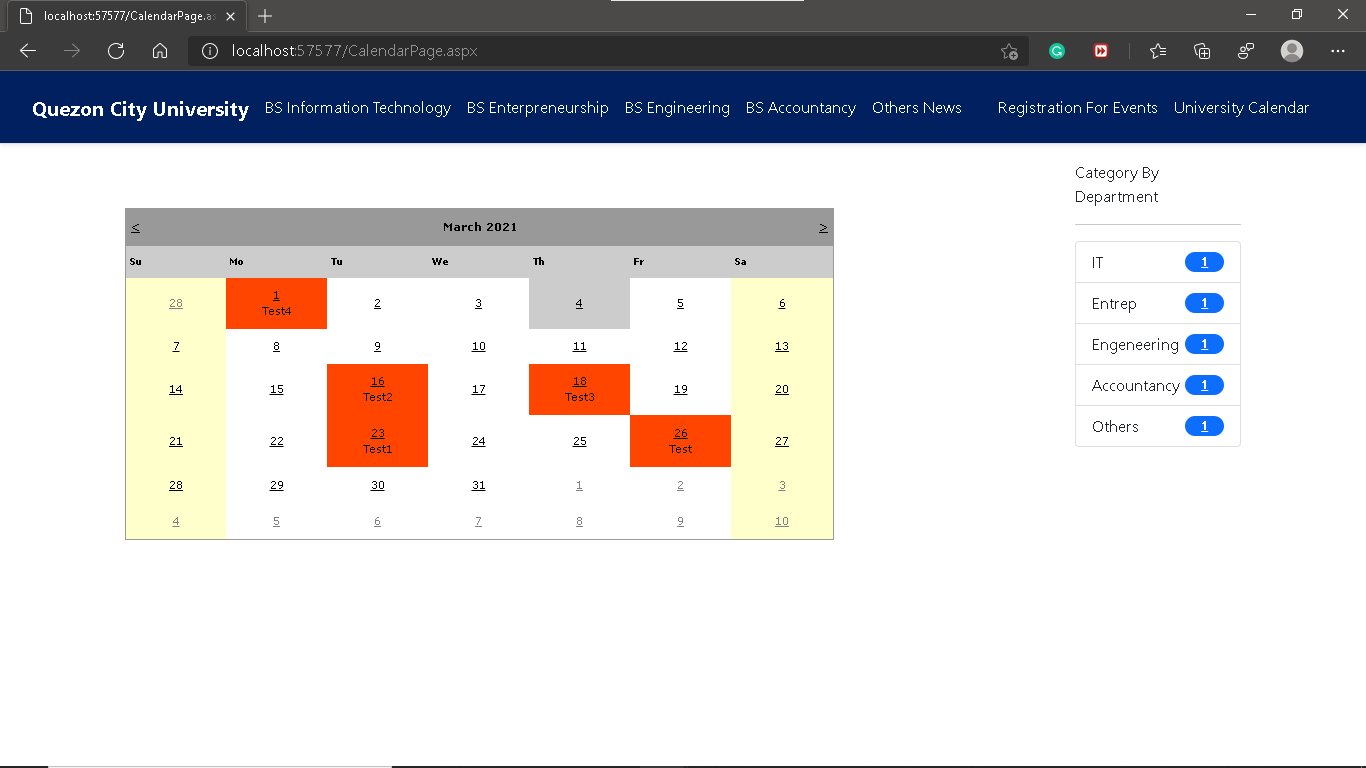 localhost:57577/CalendarPage.as
localhost:57577/CalendarPage.aspx
Quezon City University BS Information Technology BS Enterpreneurship BS Engineering BS Accountancy Others News Registration For Events University Calendar
Category By
Department
< March 2021 >
Su Mo Tu We Th Fr Sa
28 1 2 3 4 5 6
Test4
7 8 9 10 11 12 13
14 15 16 17 18 19 20
Test2 Test3
21 22 23 24 25 26 27
Test1 Test
28 29 30 31 1 2 3
4 5 6 7 8 9 10
IT 1
Entrep 1
Engeneering 1
Accountancy 1
Others 1